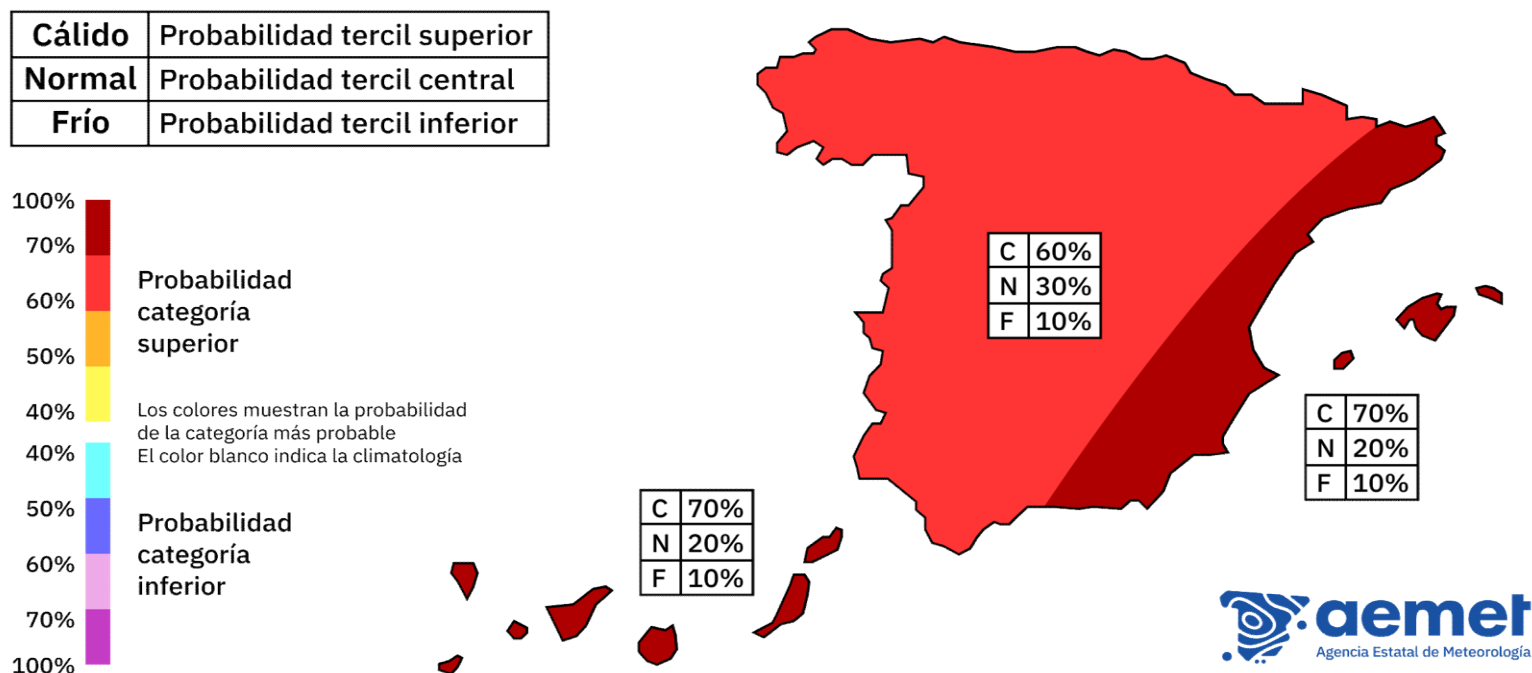 Cálido Probabilidad tercil superior
Normal Probabilidad tercil central
Frío Probabilidad tercil inferior
100%
70%
60%
50%
40%
40%
50%
60%
70%
100%
Probabilidad
categoría
superior
Los colores muestran la probabilidad
de la categoría más probable
El color blanco indica la climatología
Probabilidad
categoría
inferior
C 60%
N 30%
F 10%
C 70%
N 20%
F 10%
C 70%
N 20%
F 10%
aemet
Agencia Estatal de Meteorología